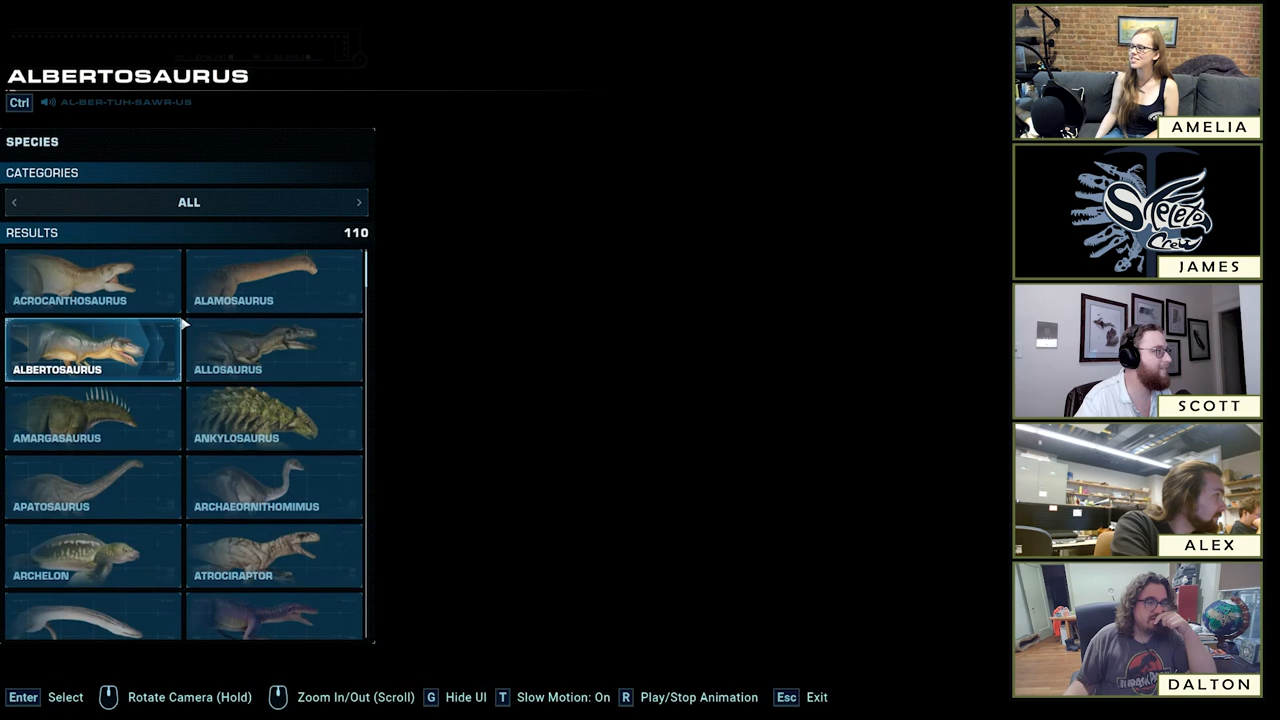 ALBERTOSAURUS
Ctrl AL-BER-TUH-SAWR-US
SPECIES
CATEGORIES
ALL
RESULTS 110
ACROCANTHOSAURUS ALAMOSAURUS
ALBERTOSAURUS ALLOSAURUS
AMARGASAURUS ANKYLOSAURUS
APATOSAURUS ARCHAEORNITHOMIMUS
ARCHELON ATROCIRAPTOR
Enter Select Rotate Camera (Hold) Zoom In/Out (Scroll) G Hide UI T Slow Motion: On R Play/Stop Animation Esc Exit
AMELIA
Skeleto
Crew
JAMES
SCOTT
ALEX
DALTON